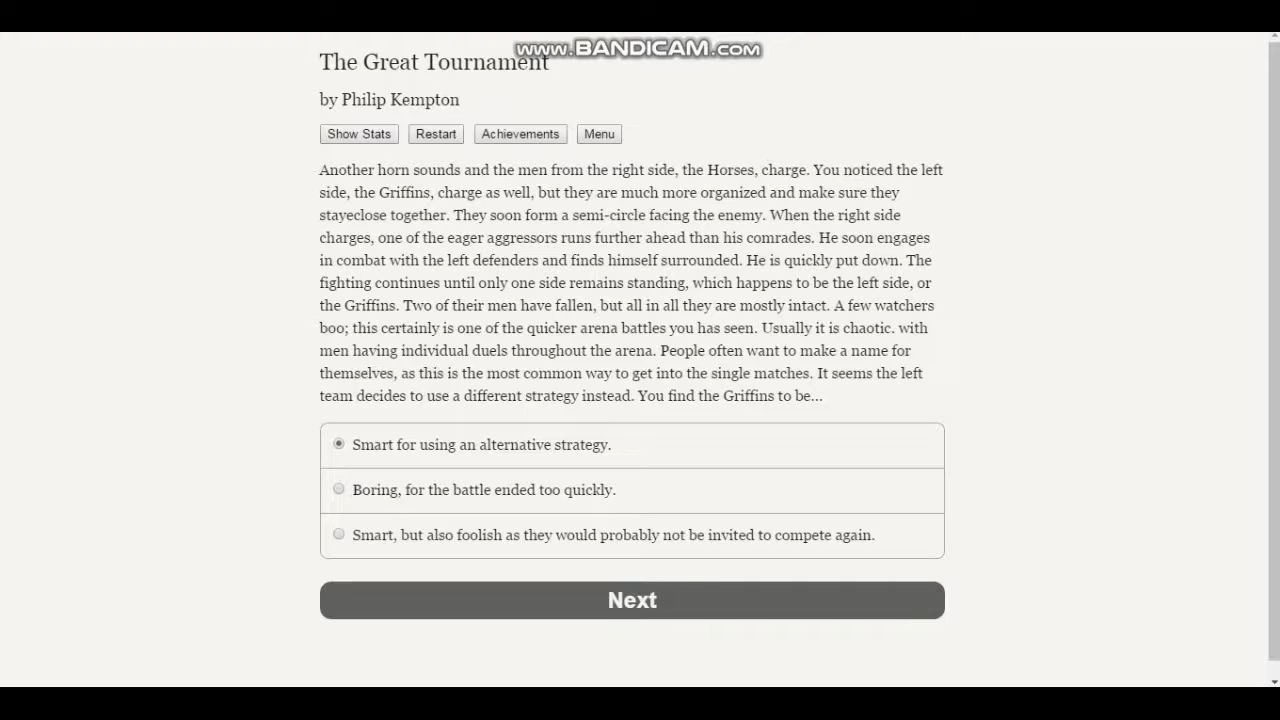 www.BANDICAM.com
The Great Tournament
by Philip Kempton
Show Stats Restart Achievements Menu
Another horn sounds and the men from the right side, the Horses, charge. You noticed the left
side, the Griffins, charge as well, but they are much more organized and make sure they
stayeclose together. They soon form a semi-circle facing the enemy. When the right side
charges, one of the eager aggressors runs further ahead than his comrades. He soon engages
in combat with the left defenders and finds himself surrounded. He is quickly put down. The
fighting continues until only one side remains standing, which happens to be the left side, or
the Griffins. Two of their men have fallen, but all in all they are mostly intact. A few watchers
boo; this certainly is one of the quicker arena battles you has seen. Usually it is chaotic. with
men having individual duels throughout the arena. People often want to make a name for
themselves, as this is the most common way to get into the single matches. It seems the left
team decides to use a different strategy instead. You find the Griffins to be...
Smart for using an alternative strategy.
Boring, for the battle ended too quickly.
Smart, but also foolish as they would probably not be invited to compete again.
Next